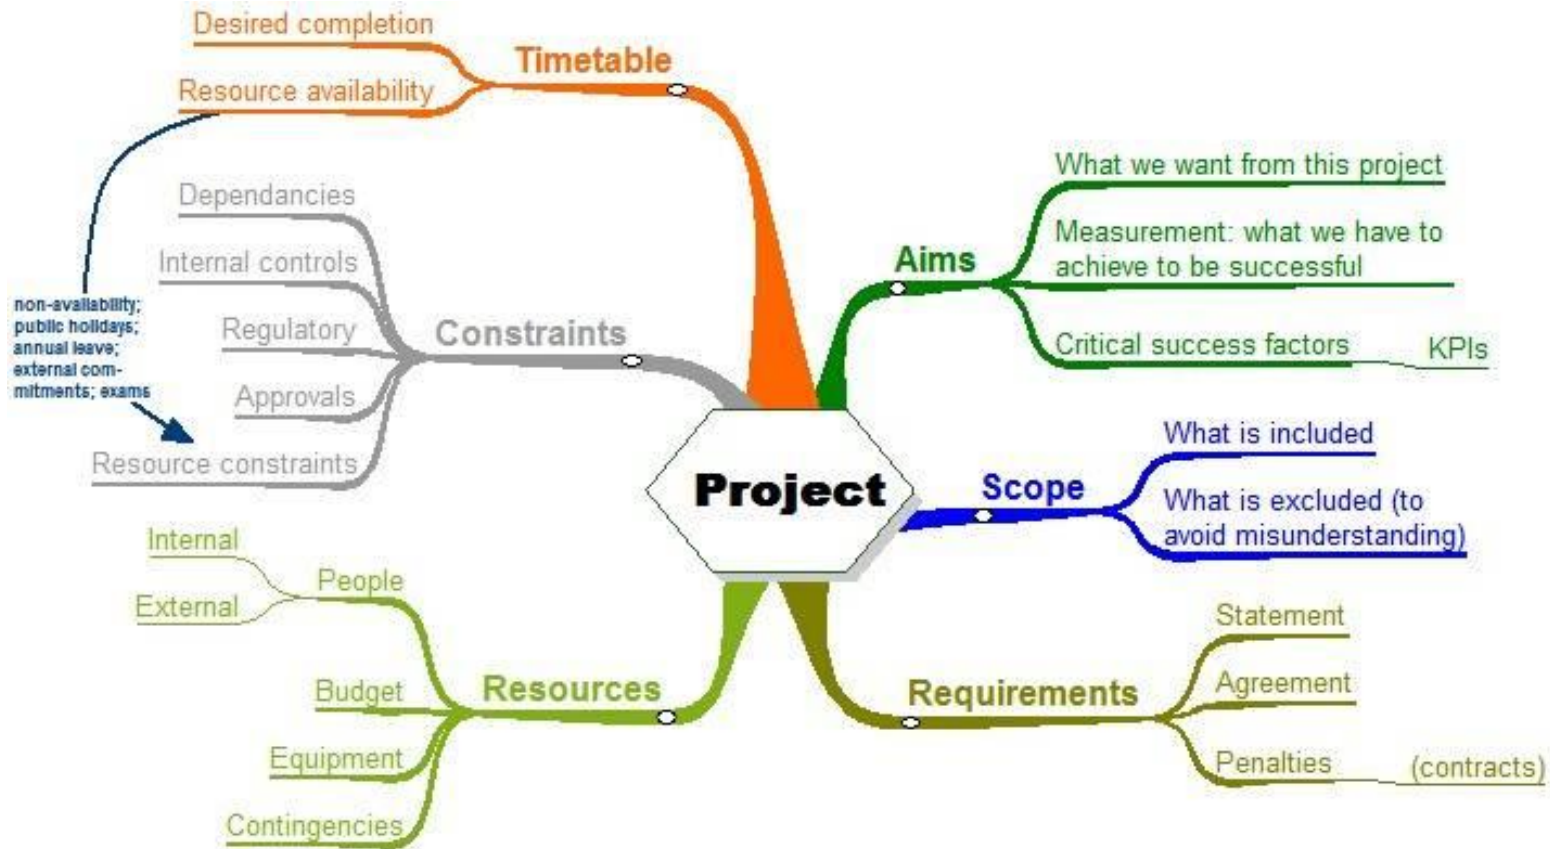 Desired completion
Timetable
Resource availability
Dependancies
Internal controls
Regulatory
Constraints
Approvals
Resource constraints
non-availability;
public holidays;
annual leave;
external com-
mitments; exams
What we want from this project
Aims
Measurement: what we have to
achieve to be successful
Critical success factors
KPIs
Project
Scope
What is included
What is excluded (to
avoid misunderstanding)
Internal
External
People
Resources
Budget
Equipment
Contingencies
Requirements
Statement
Agreement
Penalties
(contracts)